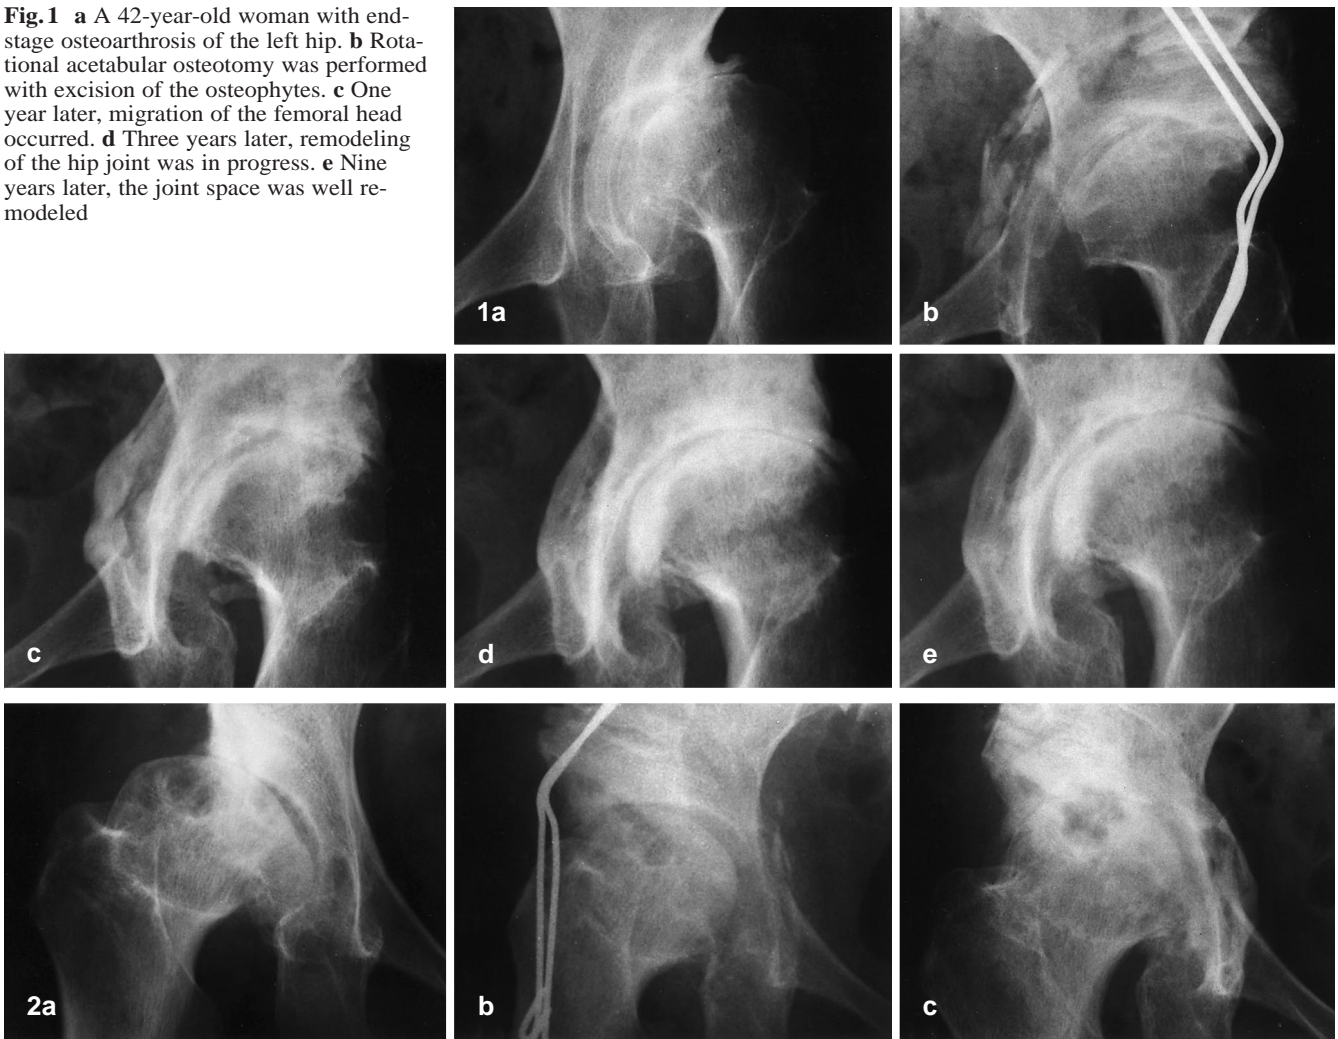 Fig. 1 a A 42-year-old woman with end-
stage osteoarthrosis of the left hip. b Rota-
tional acetabular osteotomy was performed
with excision of the osteophytes. c One
year later, migration of the femoral head
occurred. d Three years later, remodeling
of the hip joint was in progress. e Nine
years later, the joint space was well re-
modeled
1a
b
c
d
e
2a
b
c